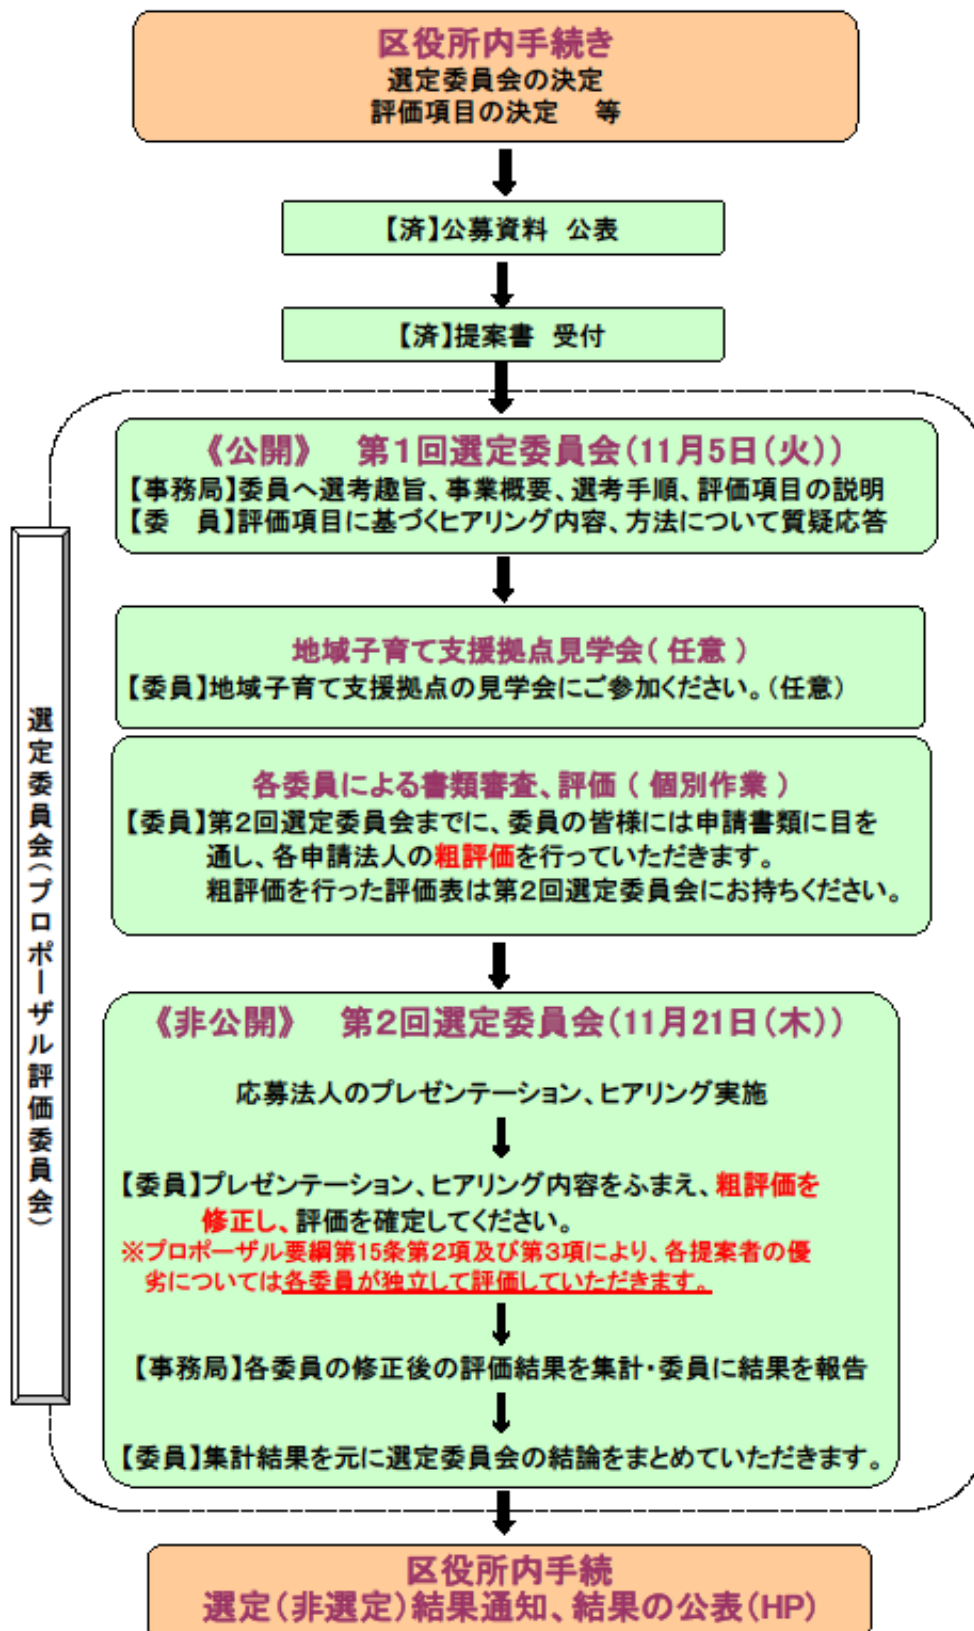 区役所内手続き
選定委員会の決定
評価項目の決定　等
【済】公募資料 公表
【済】提案書 受付
《公開》　第１回選定委員会(11月5日(火))
【事務局】委員へ選考趣旨、事業概要、選考手順、評価項目の説明
【委　員】評価項目に基づくヒアリング内容、方法について質疑応答
地域子育て支援拠点見学会( 任意 )
【委員】地域子育て支援拠点の見学会にご参加ください。(任意)
各委員による書類審査、評価 ( 個別作業 )
【委員】第２回選定委員会までに、委員の皆様には申請書類に目を
通し、各申請法人の粗評価を行っていただきます。
粗評価を行った評価表は第２回選定委員会にお持ちください。
選定委員会(プロポーザル評価委員会)
《非公開》　第２回選定委員会(11月21日(木))
応募法人のプレゼンテーション、ヒアリング実施
【委員】プレゼンテーション、ヒアリング内容をふまえ、粗評価を
修正し、評価を確定してください。
※プロポーザル要綱第15条第２項及び第３項により、各提案者の優
劣については各委員が独立して評価していただきます。
【事務局】各委員の修正後の評価結果を集計・委員に結果を報告
【委員】集計結果を元に選定委員会の結論をまとめていただきます。
区役所内手続
選定(非選定)結果通知、結果の公表(HP)